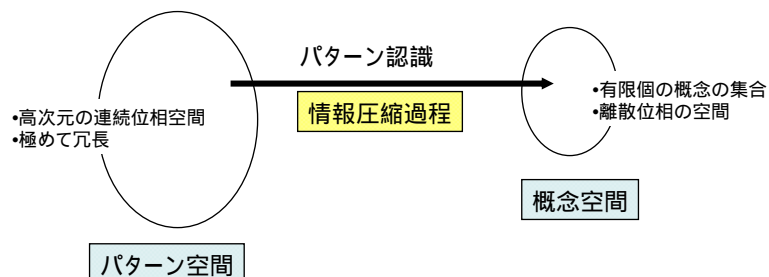 パターン認識
情報圧縮過程
•高次元の連続位相空間
•極めて冗長
•有限個の概念の集合
•離散位相の空間
概念空間
パターン空間